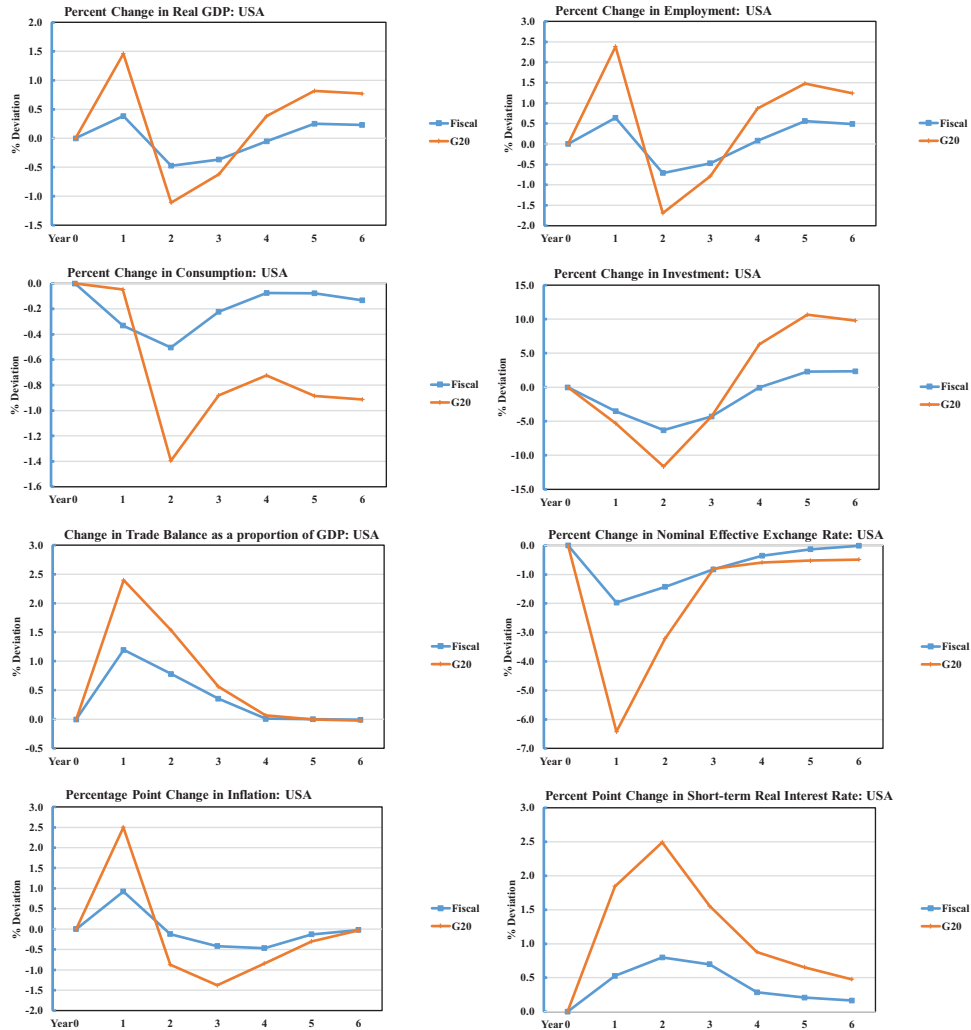 Percent Change in Real GDP: USA
2.0
1.5
1.0
0.5
0.0
-0.5
-1.0
-1.5
% Deviation
Year 0 1 2 3 4 5 6
Fiscal
G20
Percent Change in Employment: USA
3.0
2.5
2.0
1.5
1.0
0.5
0.0
-0.5
-1.0
-1.5
-2.0
% Deviation
Year 0 1 2 3 4 5 6
Fiscal
G20
Percent Change in Consumption: USA
0.0
-0.2
-0.4
-0.6
-0.8
-1.0
-1.2
-1.4
-1.6
% Deviation
Year 0 1 2 3 4 5 6
Fiscal
G20
Percent Change in Investment: USA
15.0
10.0
5.0
0.0
-5.0
-10.0
-15.0
% Deviation
Year 0 1 2 3 4 5 6
Fiscal
G20
Change in Trade Balance as a proportion of GDP: USA
3.0
2.5
2.0
1.5
1.0
0.5
0.0
-0.5
% Deviation
Year 0 1 2 3 4 5 6
Fiscal
G20
Percent Change in Nominal Effective Exchange Rate: USA
0.0
-1.0
-2.0
-3.0
-4.0
-5.0
-6.0
-7.0
% Deviation
Year 0 1 2 3 4 5 6
Fiscal
G20
Percentage Point Change in Inflation: USA
3.0
2.5
2.0
1.5
1.0
0.5
0.0
-0.5
-1.0
-1.5
-2.0
% Deviation
Year 0 1 2 3 4 5 6
Fiscal
G20
Percent Point Change in Short-term Real Interest Rate: USA
3.0
2.5
2.0
1.5
1.0
0.5
0.0
% Deviation
Year 0 1 2 3 4 5 6
Fiscal
G20